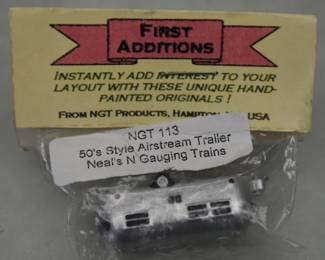 FIRST
ADDITIONS
INSTANTLY ADD INTEREST TO YOUR
LAYOUT WITH THESE UNIQUE HAND-
PAINTED ORIGINALS !
FROM NGT PRODUCTS, HAMPTON USA
NGT 113
50's Style Airstream Trailer
Neal's N Gauging Trains